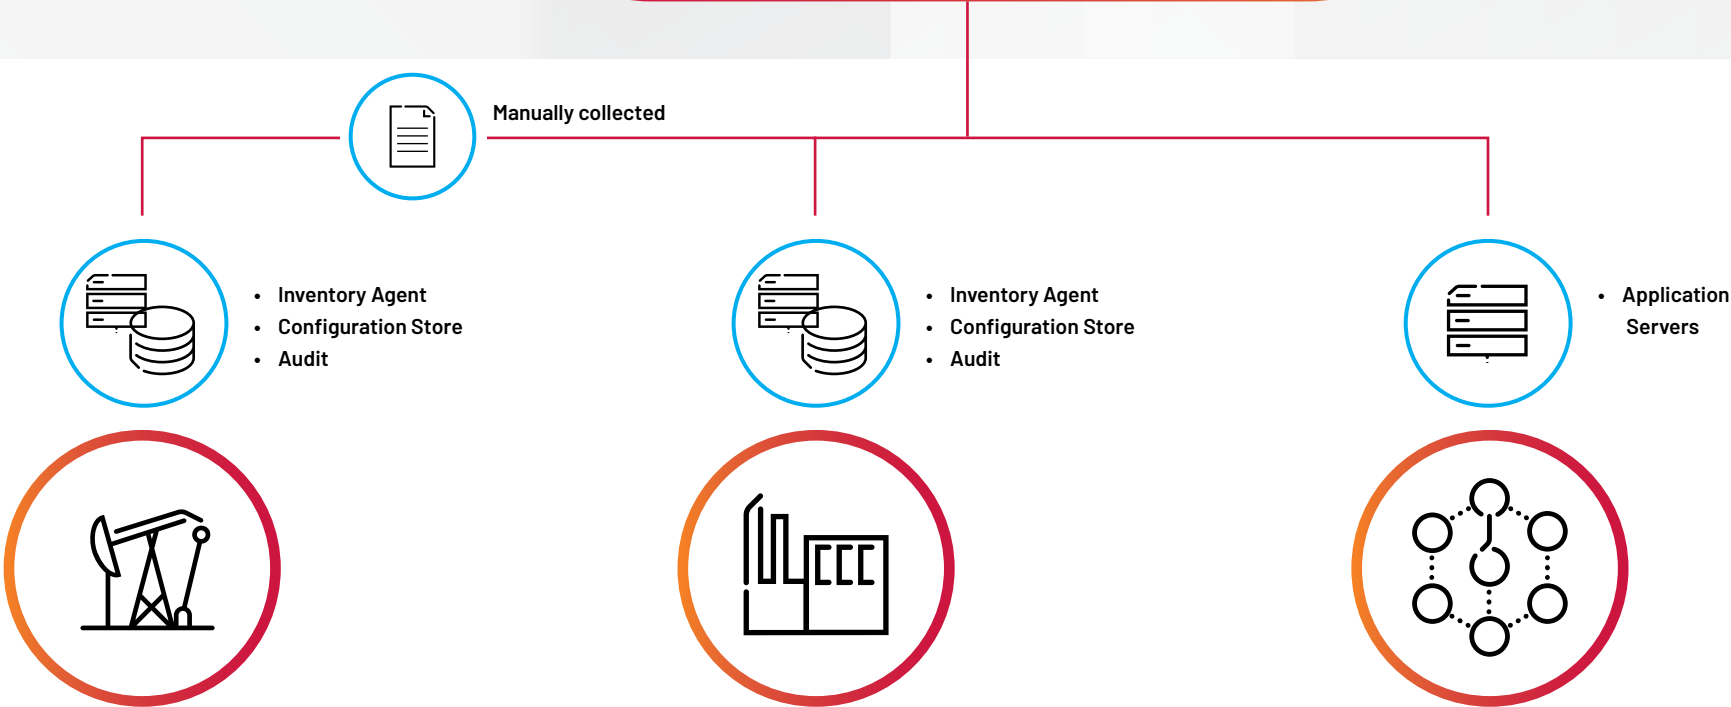 Manually collected
• Inventory Agent
• Configuration Store
• Audit
• Inventory Agent
• Configuration Store
• Audit
• Application
Servers